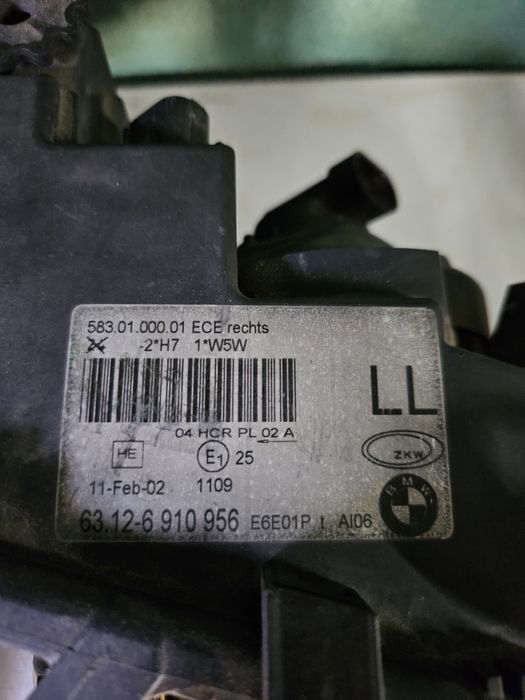 583.01.000.01 ECE rechts
-2*H7 1*W5W
LL
04 HCR PL 02 A
HE E1 25
ZKW
11-Feb-02 1109
BMW
63.12-6 910 956 E6E01P t AI06